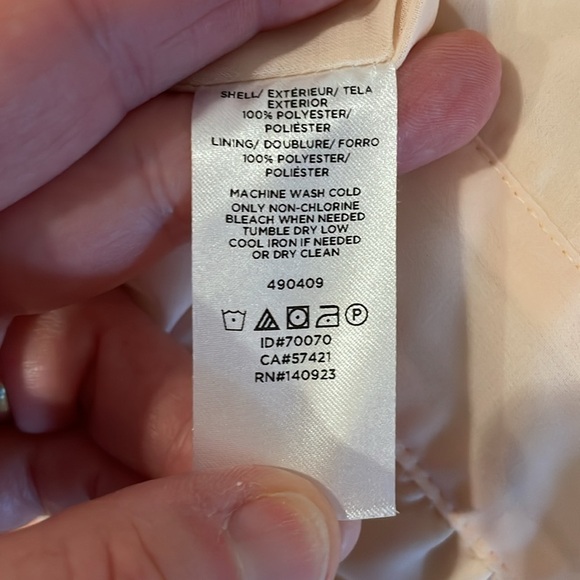 SHELL/ EXTÉRIEUR/ TELA
EXTERIOR
100% POLYESTER/
POLIÉSTER
LINING/ DOUBLURE/ FORRO
100% POLYESTER/
POLIÉSTER
MACHINE WASH COLD
ONLY NON-CHLORINE
BLEACH WHEN NEEDED
TUMBLE DRY LOW
COOL IRON IF NEEDED
OR DRY CLEAN
490409
P
ID#70070
CA#57421
RN#140923